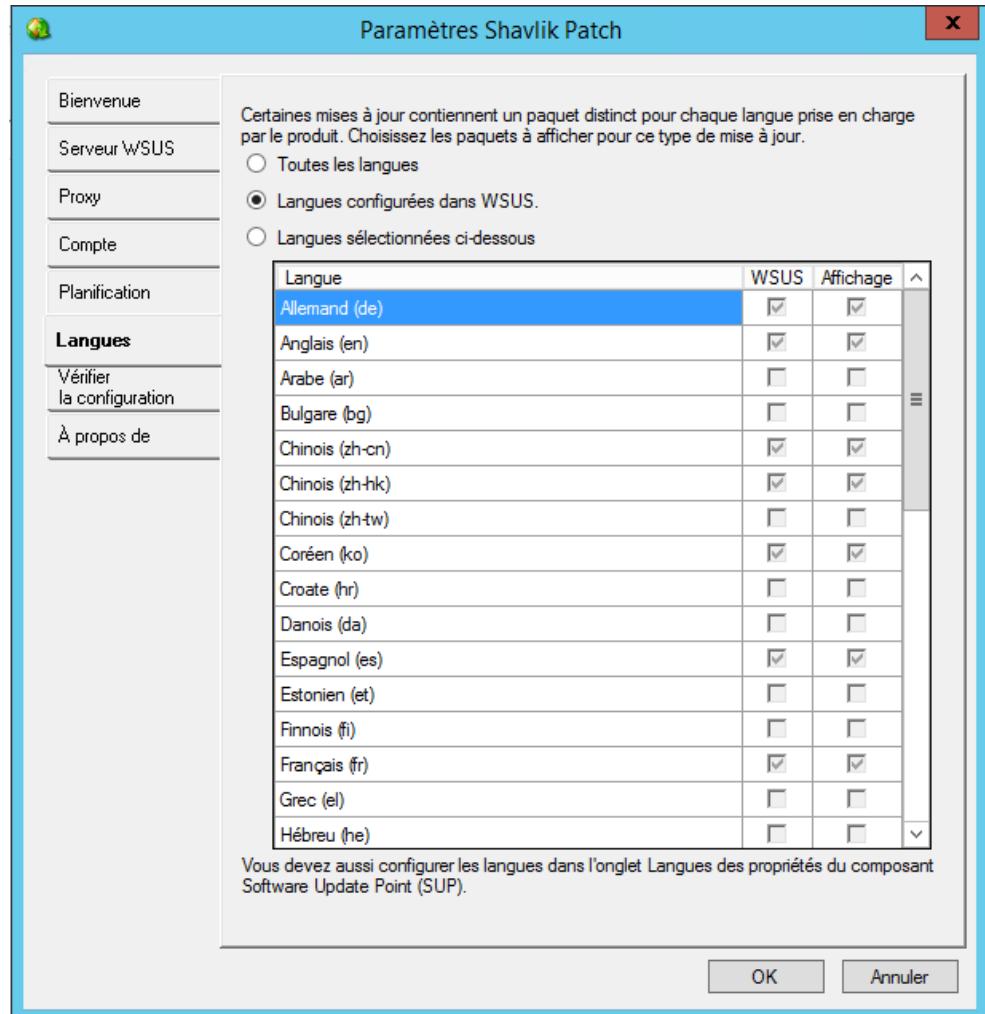 Paramètres Shavlik Patch
x
Bienvenue
Serveur WSUS
Proxy
Compte
Planification
Langues
Vérifier
la configuration
À propos de
Certaines mises à jour contiennent un paquet distinct pour chaque langue prise en charge
par le produit. Choisissez les paquets à afficher pour ce type de mise à jour.
Toutes les langues
Langues configurées dans WSUS.
Langues sélectionnées ci-dessous
Langue WSUS Affichage
Allemand (de)
Anglais (en)
Arabe (ar)
Bulgare (bg)
Chinois (zh-cn)
Chinois (zh-hk)
Chinois (zh-tw)
Coréen (ko)
Croate (hr)
Danois (da)
Espagnol (es)
Estonien (et)
Finnois (fi)
Français (fr)
Grec (el)
Hébreu (he)
Vous devez aussi configurer les langues dans l'onglet Langues des propriétés du composant
Software Update Point (SUP).
OK Annuler